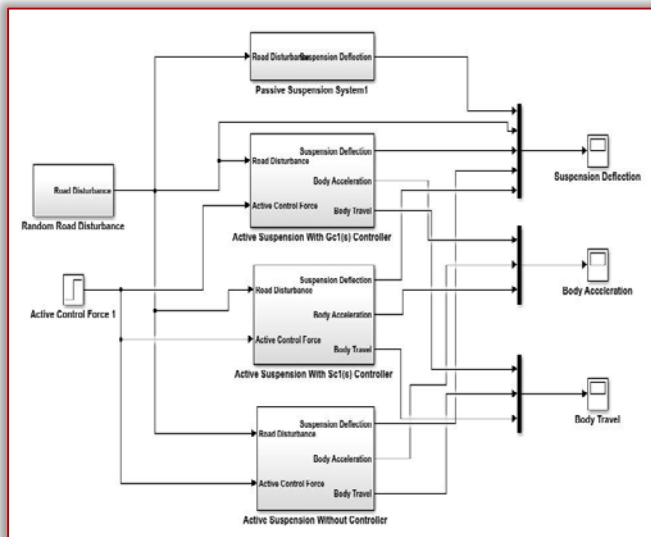 Road Disturbance
Suspension Deflection
Passive Suspension System1
Road Disturbance
Random Road Disturbance
Suspension Deflection
Road Disturbance
Body Acceleration
Active Control Force
Body Travel
Active Suspension With Gc1(s) Controller
Suspension Deflection
Active Control Force 1
Suspension Deflection
Road Disturbance
Body Acceleration
Active Control Force
Body Travel
Active Suspension With Sc1(s) Controller
Body Acceleration
Suspension Deflection
Road Disturbance
Body Acceleration
Active Control Force
Body Travel
Active Suspension Without Controller
Body Travel